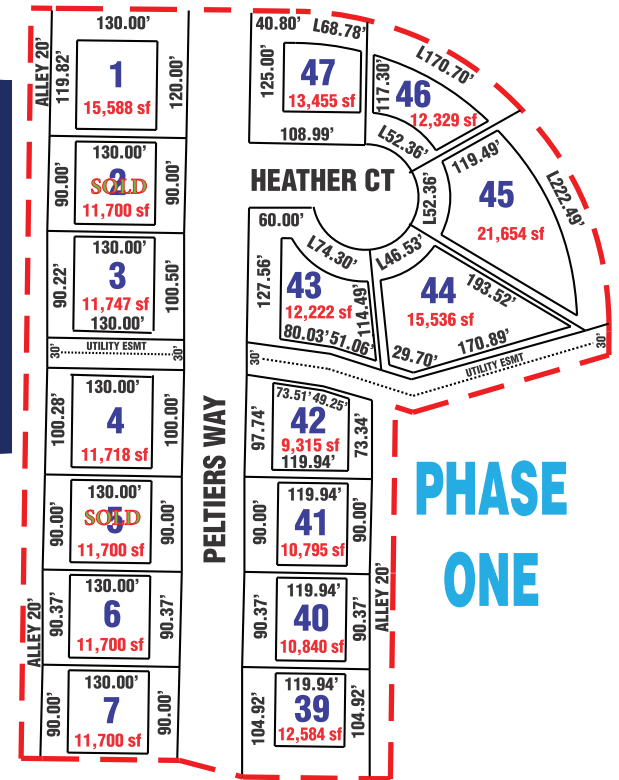 130.00'
ALLEY 20'
119.82'
1
120.00'
15,588 sf
130.00'
90.00'
2
SOLD
90.00'
11,700 sf
130.00'
90.22'
3
100.50'
11,747 sf
130.00'
30'
UTILITY ESMT
30'
130.00'
100.28'
4
100.00'
11,718 sf
130.00'
90.00'
5
SOLD
90.00'
11,700 sf
130.00'
ALLEY 20'
90.37'
6
90.37'
11,700 sf
130.00'
90.00'
7
90.00'
11,700 sf
PELTIERS WAY
40.80'
L68.78'
125.00'
47
13,455 sf
108.99'
L170.70'
117.30'
46
12,329 sf
L52.36'
HEATHER CT
119.49'
L52.36'
45
L222.49'
21,654 sf
60.00'
L74.30'
127.56'
43
114.49'
12,222 sf
80.03'
51.06'
L46.53'
44
193.52'
15,536 sf
29.70'
170.89'
30'
UTILITY ESMT
30'
73.51'
49.25'
97.74'
42
73.34'
9,315 sf
119.94'
119.94'
90.00'
41
90.00'
10,795 sf
119.94'
90.37'
40
90.37'
ALLEY 20'
10,840 sf
119.94'
104.92'
39
104.92'
12,584 sf
PHASE
ONE